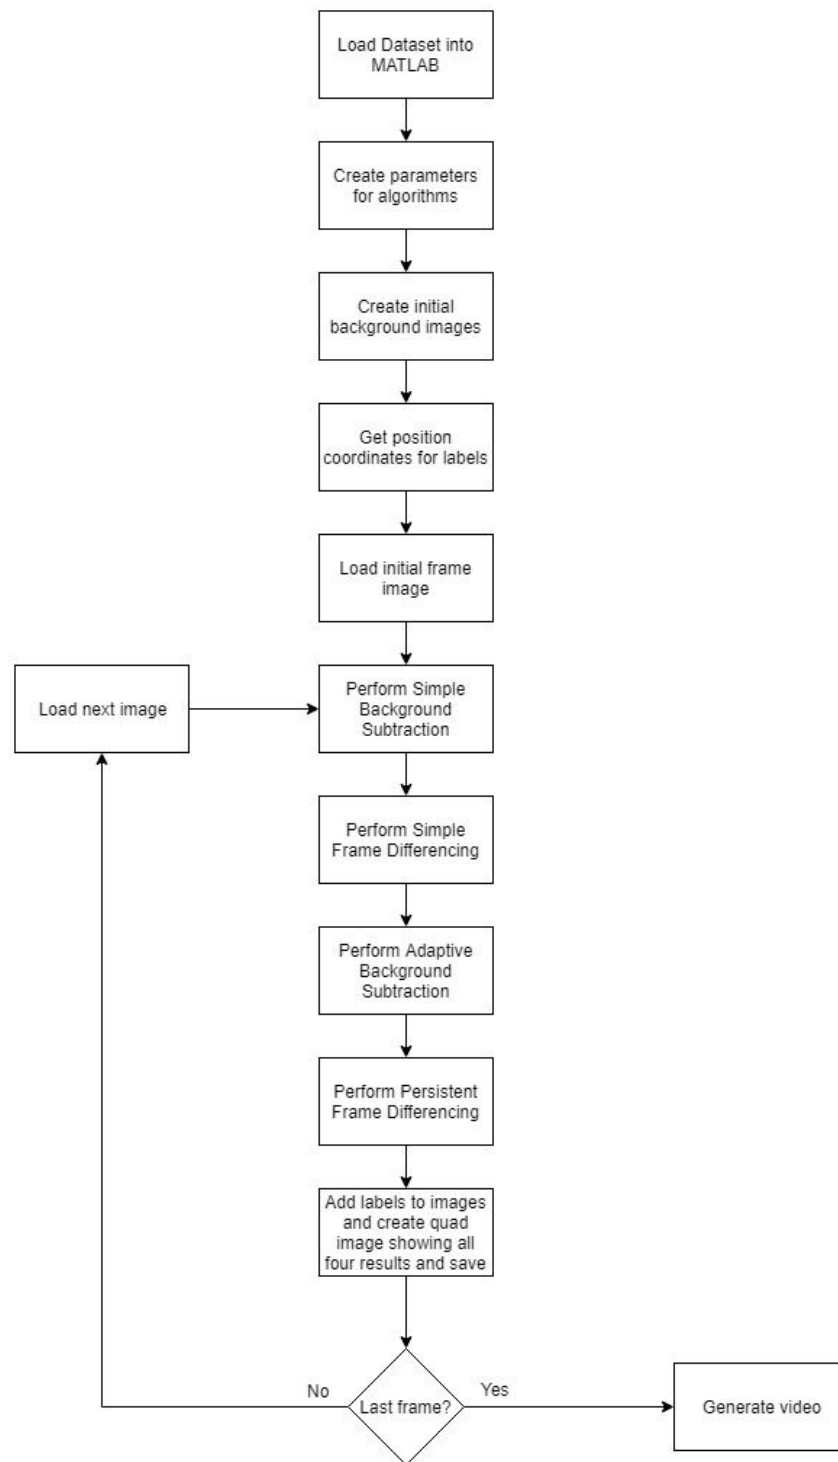 Load Dataset into
MATLAB
Create parameters
for algorithms
Create initial
background images
Get position
coordinates for labels
Load initial frame
image
Load next image
Perform Simple
Background
Subtraction
Perform Simple
Frame Differencing
Perform Adaptive
Background
Subtraction
Perform Persistent
Frame Differencing
Add labels to images
and create quad
image showing all
four results and save
No
Last frame?
Yes
Generate video